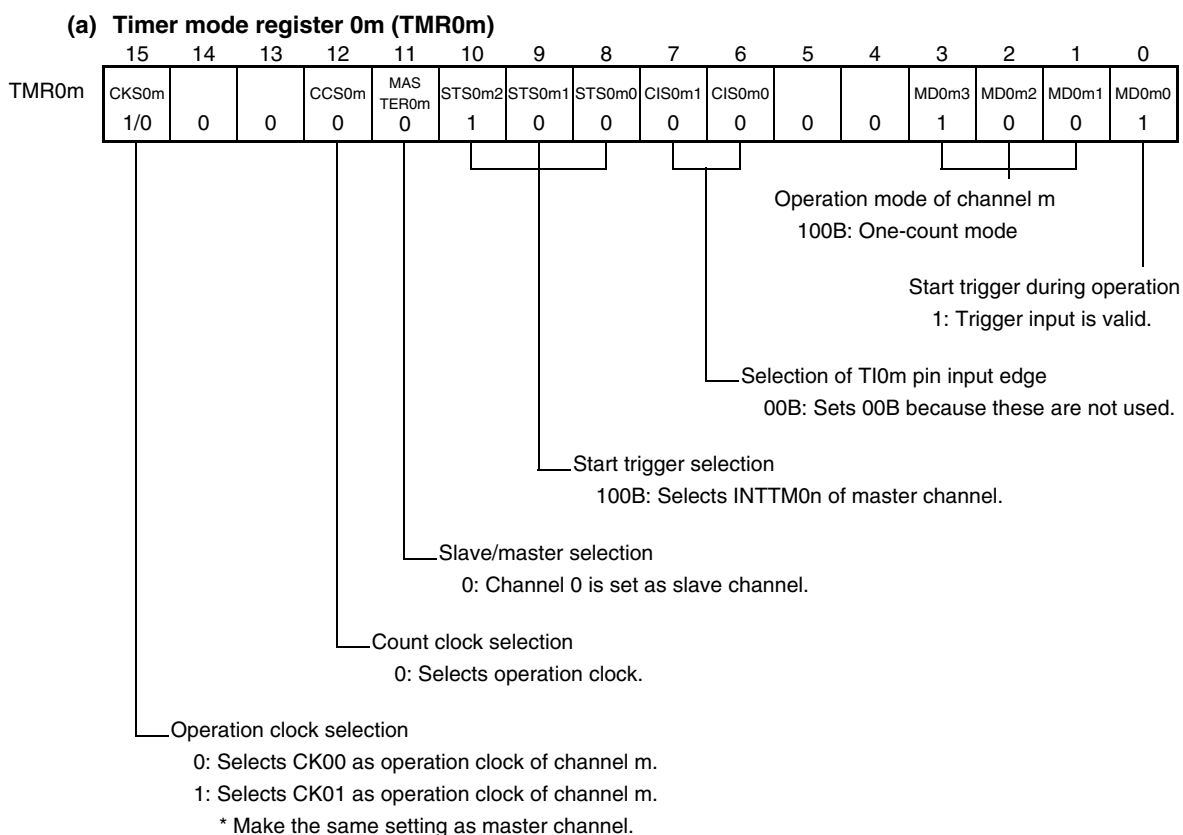 (a) Timer mode register 0m (TMR0m)
15 14 13 12 11 10 9 8 7 6 5 4 3 2 1 0
TMR0m CKS0m CCS0m MAS TER0m STS0m2 STS0m1 STS0m0 CIS0m1 CIS0m0 MD0m3 MD0m2 MD0m1 MD0m0
1/0 0 0 0 0 1 0 0 0 0 0 0 1 0 0 1
Operation mode of channel m
100B: One-count mode
Start trigger during operation
1: Trigger input is valid.
Selection of TI0m pin input edge
00B: Sets 00B because these are not used.
Start trigger selection
100B: Selects INTTM0n of master channel.
Slave/master selection
0: Channel 0 is set as slave channel.
Count clock selection
0: Selects operation clock.
Operation clock selection
0: Selects CK00 as operation clock of channel m.
1: Selects CK01 as operation clock of channel m.
* Make the same setting as master channel.